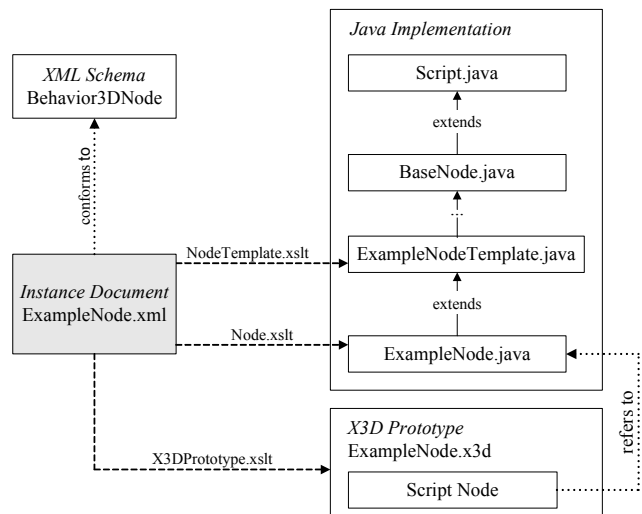 Java Implementation
XML Schema
Behavior3DNode
Script.java
extends
BaseNode.java
conforms to
...
NodeTemplate.xslt
ExampleNodeTemplate.java
Instance Document
ExampleNode.xml
extends
Node.xslt
ExampleNode.java
refers to
X3D Prototype
ExampleNode.x3d
X3DPrototype.xslt
Script Node